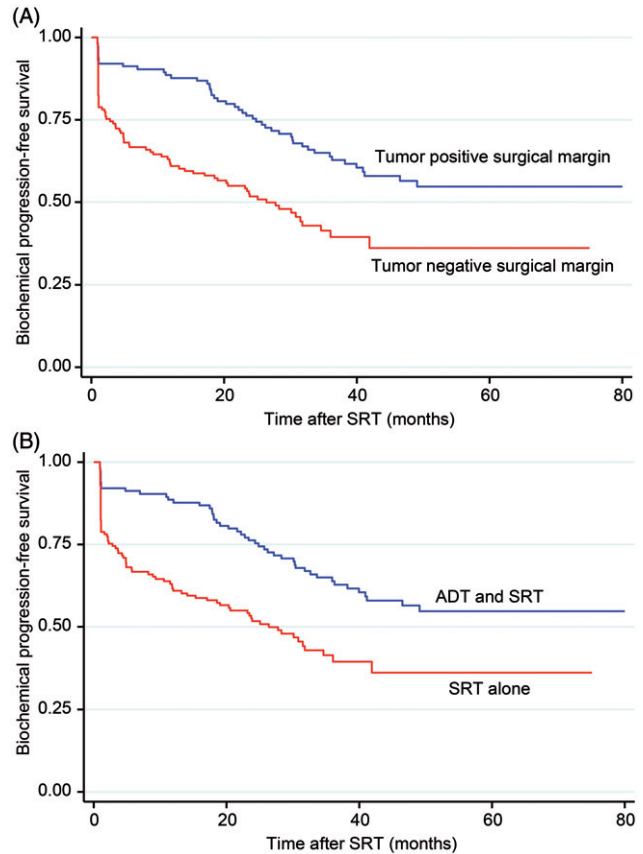 (A)
Biochemical progression-free survival
1.00
0.75
0.50
0.25
0.00
Tumor positive surgical margin
Tumor negative surgical margin
0 20 40 60 80
Time after SRT (months)
(B)
Biochemical progression-free survival
1.00
0.75
0.50
0.25
0.00
ADT and SRT
SRT alone
0 20 40 60 80
Time after SRT (months)